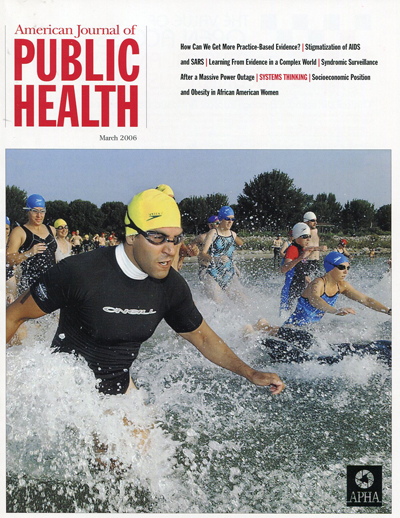 American Journal of
PUBLIC
HEALTH
March 2006
How Can We Get More Practice-Based Evidence? | Stigmatization of AIDS
and SARS | Learning From Evidence in a Complex World | Syndromic Surveillance
After a Massive Power Outage | SYSTEMS THINKING | Socioeconomic Position
and Obesity in African American Women
speedo
O'NEILL
APHA